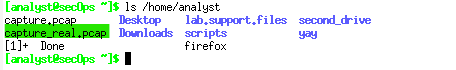 [analyst@secOps ~]$ ls /home/analyst
capture.pcap       Desktop    lab.support.files  second_drive
capture_real.pcap  Downloads  scripts            yay
[1]+  Done                    firefox
[analyst@secOps ~]$